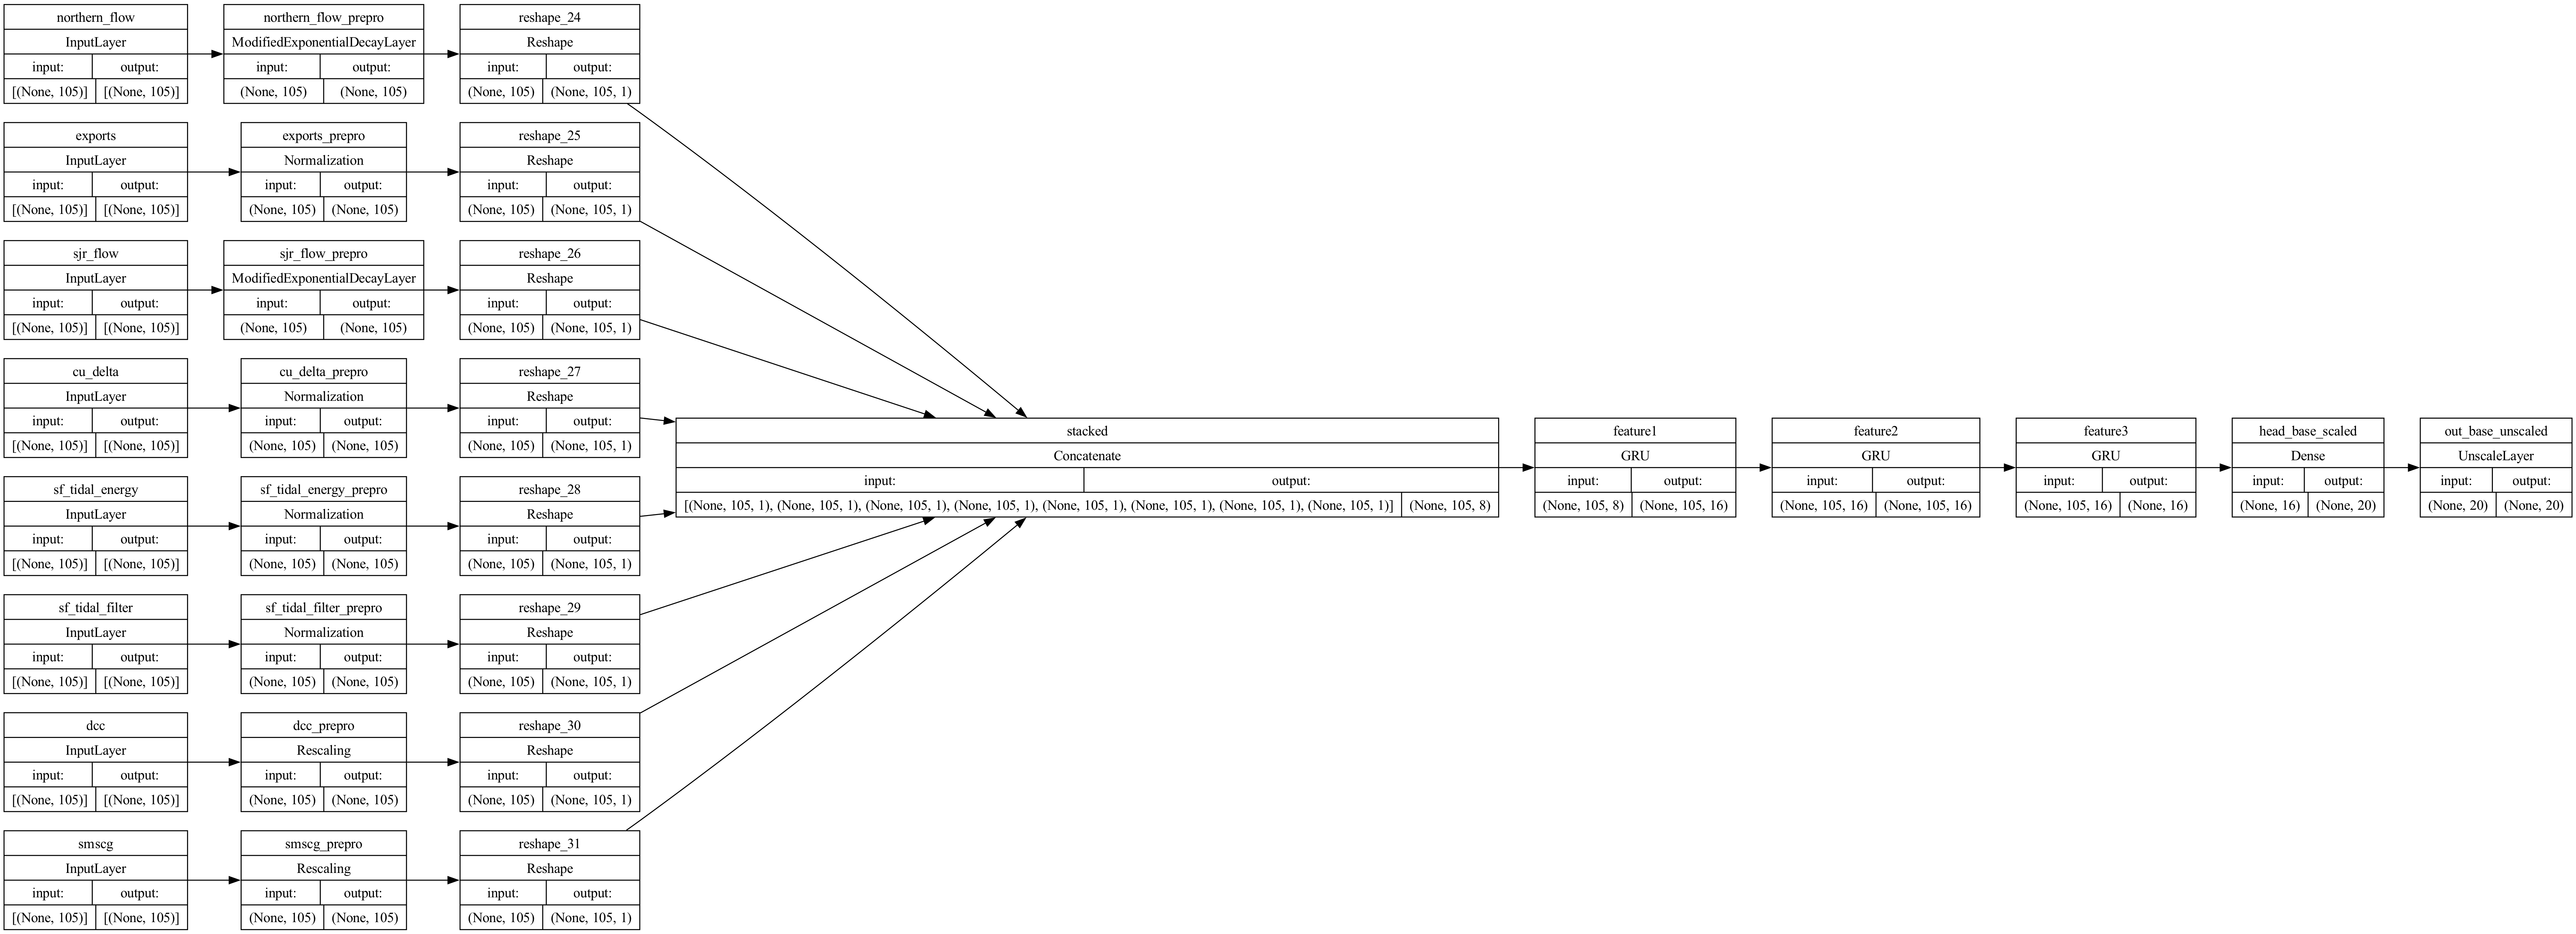 northern_flow
InputLayer
input: output:
[(None, 105)] [(None, 105)]
northern_flow_prepro
ModifiedExponentialDecayLayer
input: output:
(None, 105) (None, 105)
reshape_24
Reshape
input: output:
(None, 105) (None, 105, 1)
exports
InputLayer
input: output:
[(None, 105)] [(None, 105)]
exports_prepro
Normalization
input: output:
(None, 105) (None, 105)
reshape_25
Reshape
input: output:
(None, 105) (None, 105, 1)
sjr_flow
InputLayer
input: output:
[(None, 105)] [(None, 105)]
sjr_flow_prepro
ModifiedExponentialDecayLayer
input: output:
(None, 105) (None, 105)
reshape_26
Reshape
input: output:
(None, 105) (None, 105, 1)
cu_delta
InputLayer
input: output:
[(None, 105)] [(None, 105)]
cu_delta_prepro
Normalization
input: output:
(None, 105) (None, 105)
reshape_27
Reshape
input: output:
(None, 105) (None, 105, 1)
sf_tidal_energy
InputLayer
input: output:
[(None, 105)] [(None, 105)]
sf_tidal_energy_prepro
Normalization
input: output:
(None, 105) (None, 105)
reshape_28
Reshape
input: output:
(None, 105) (None, 105, 1)
sf_tidal_filter
InputLayer
input: output:
[(None, 105)] [(None, 105)]
sf_tidal_filter_prepro
Normalization
input: output:
(None, 105) (None, 105)
reshape_29
Reshape
input: output:
(None, 105) (None, 105, 1)
dcc
InputLayer
input: output:
[(None, 105)] [(None, 105)]
dcc_prepro
Rescaling
input: output:
(None, 105) (None, 105)
reshape_30
Reshape
input: output:
(None, 105) (None, 105, 1)
smscg
InputLayer
input: output:
[(None, 105)] [(None, 105)]
smscg_prepro
Rescaling
input: output:
(None, 105) (None, 105)
reshape_31
Reshape
input: output:
(None, 105) (None, 105, 1)
stacked
Concatenate
input: output:
[(None, 105, 1), (None, 105, 1), (None, 105, 1), (None, 105, 1), (None, 105, 1), (None, 105, 1), (None, 105, 1), (None, 105, 1)] (None, 105, 8)
feature1
GRU
input: output:
(None, 105, 8) (None, 105, 16)
feature2
GRU
input: output:
(None, 105, 16) (None, 105, 16)
feature3
GRU
input: output:
(None, 105, 16) (None, 16)
head_base_scaled
Dense
input: output:
(None, 16) (None, 20)
out_base_unscaled
UnscaleLayer
input: output:
(None, 20) (None, 20)